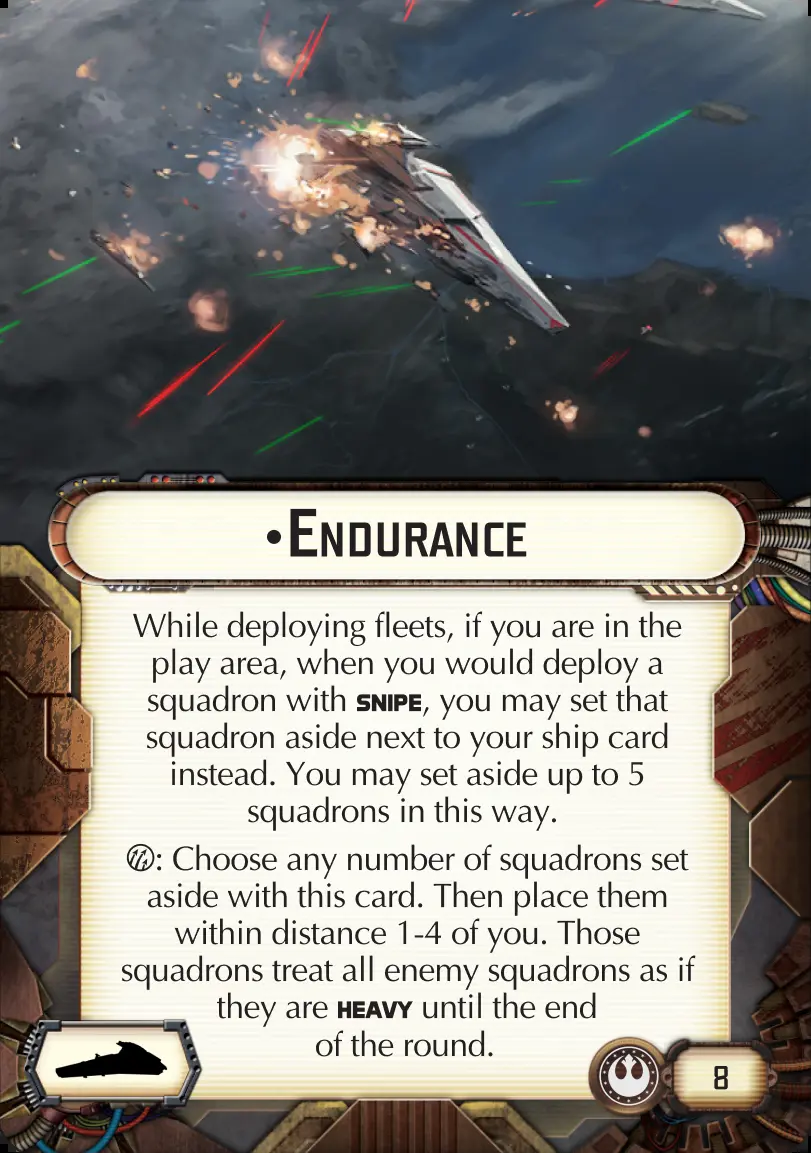 •ENDURANCE
While deploying fleets, if you are in the
play area, when you would deploy a
squadron with SNIPE, you may set that
squadron aside next to your ship card
instead. You may set aside up to 5
squadrons in this way.
: Choose any number of squadrons set
aside with this card. Then place them
within distance 1-4 of you. Those
squadrons treat all enemy squadrons as if
they are HEAVY until the end
of the round.
8